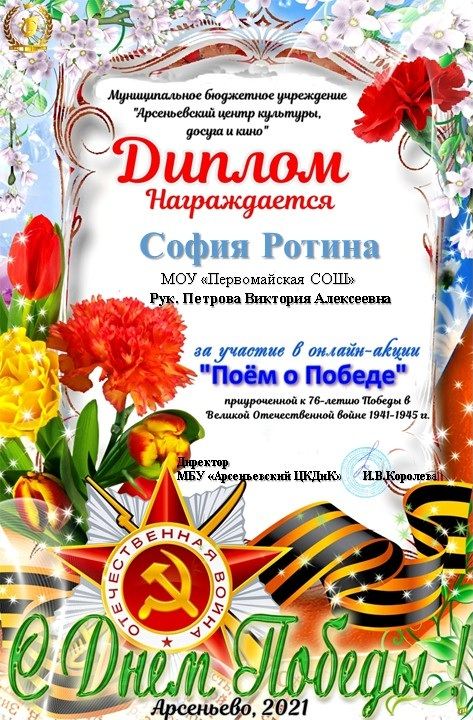 Муниципальное бюджетное учреждение
"Арсеньевский центр культуры,
досуга и кино"
Диплом
Награждается
София Ротина
МОУ «Первомайская СОШ»
Рук. Петрова Виктория Алексеевна
за участие в онлайн-акции
"Поём о Победе"
приуроченной к 76-летию Победы в
Великой Отечественной войне 1941-1945 гг.
Директор
МБУ «Арсеньевский ЦКДиК» И.В.Королева
ОТЕЧЕСТВЕННАЯ ВОЙНА
С Днем Победы!
Арсеньево, 2021